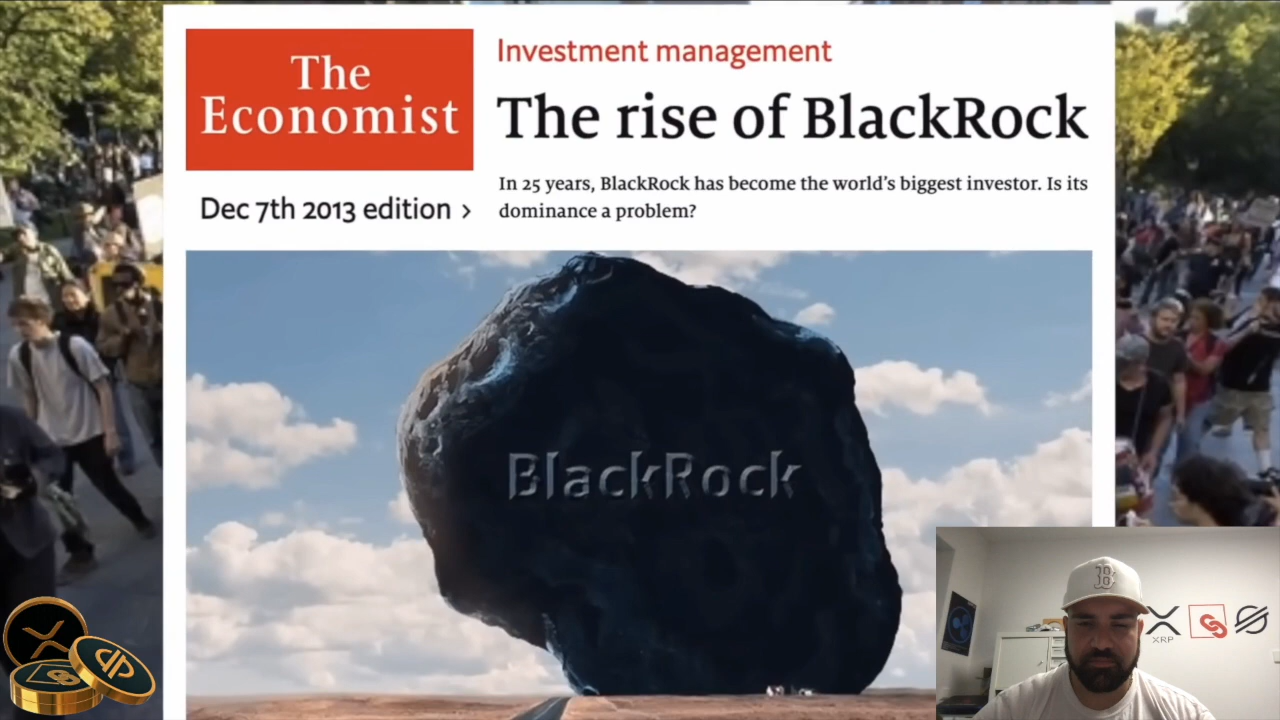 The
Economist
Dec 7th 2013 edition >
Investment management
The rise of BlackRock
In 25 years, BlackRock has become the world's biggest investor. Is its
dominance a problem?
BlackRock
B
XRP